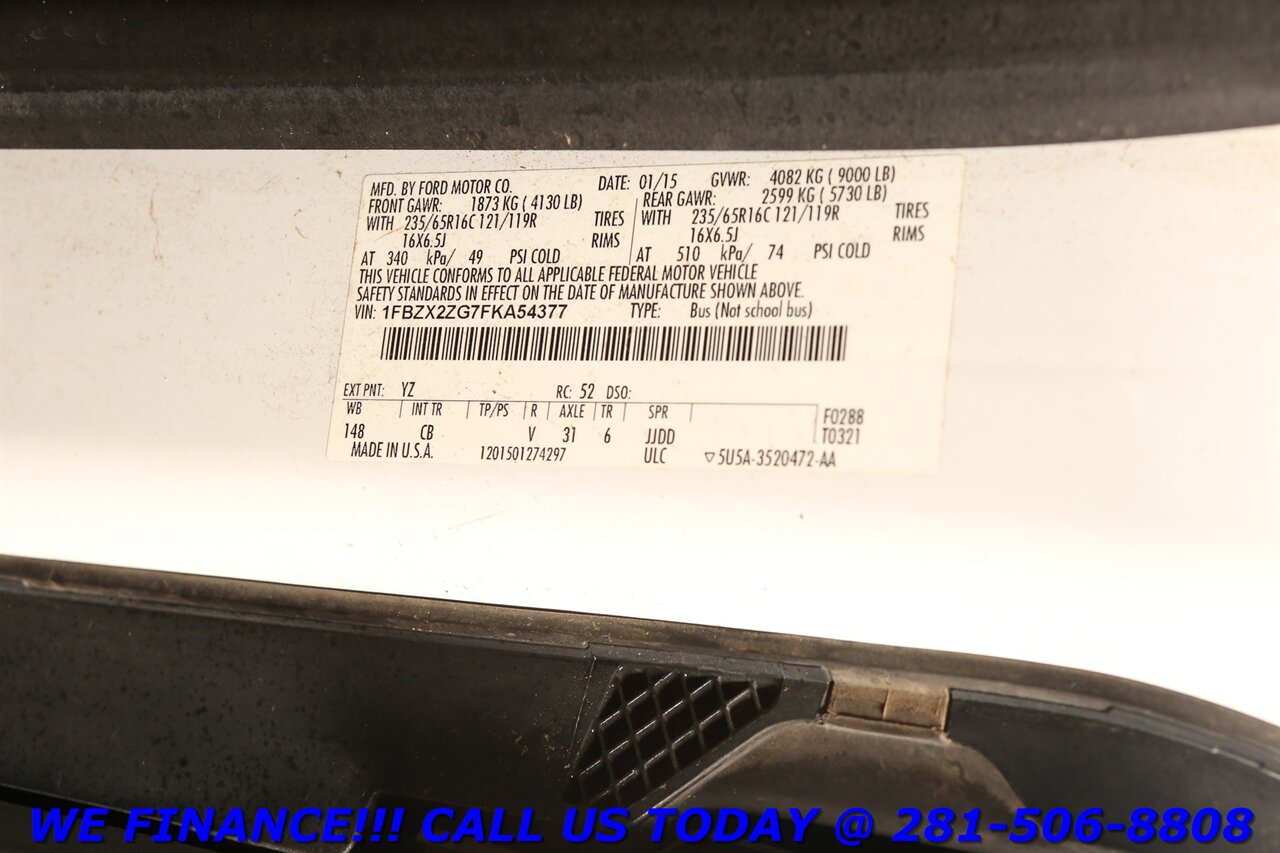 MFD. BY FORD MOTOR CO. DATE: 01/15 GVWR: 4082 KG ( 9000 LB)
FRONT GAWR: 1873 KG ( 4130 LB) REAR GAWR: 2599 KG ( 5730 LB)
WITH 235/65R16C 121/119R TIRES WITH 235/65R16C 121/119R TIRES
16X6.5J RIMS 16X6.5J RIMS
AT 340 kPa/ 49 PSI COLD AT 510 kPa/ 74 PSI COLD
THIS VEHICLE CONFORMS TO ALL APPLICABLE FEDERAL MOTOR VEHICLE
SAFETY STANDARDS IN EFFECT ON THE DATE OF MANUFACTURE SHOWN ABOVE.
VIN: 1FBZX2ZG7FKA54377 TYPE: Bus (Not school bus)
EXT PNT: YZ RC: 52 DSO:
WB INT TR TP/PS R AXLE TR SPR F0288
148 CB V 31 6 JJDD T0321
MADE IN U.S.A. 1201501274297 ULC ▽5U5A-3520472-AA
WE FINANCE!!! CALL US TODAY @ 281-506-8808